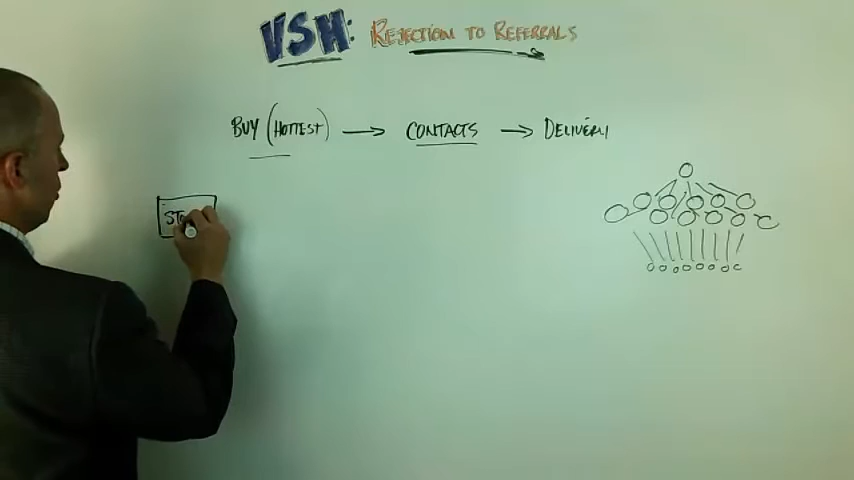 VSH: REJECTION TO REFERRALS
BUY (HOTTEST) → CONTACTS → DELIVERY